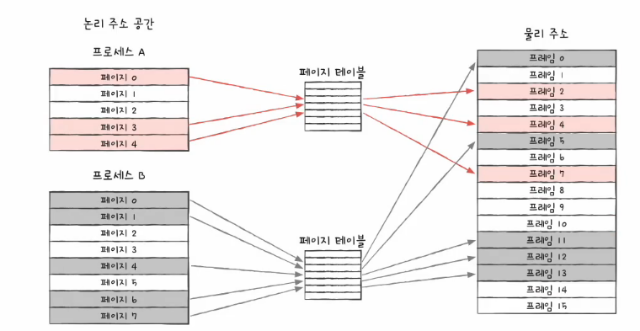 논리 주소 공간
프로세스 A
페이지 0
페이지 1
페이지 2
페이지 3
페이지 4
프로세스 B
페이지 0
페이지 1
페이지 2
페이지 3
페이지 4
페이지 5
페이지 6
페이지 7
페이지 테이블
페이지 테이블
물리 주소
프레임 0
프레임 1
프레임 2
프레임 3
프레임 4
프레임 5
프레임 6
프레임 7
프레임 8
프레임 9
프레임 10
프레임 11
프레임 12
프레임 13
프레임 14
프레임 15